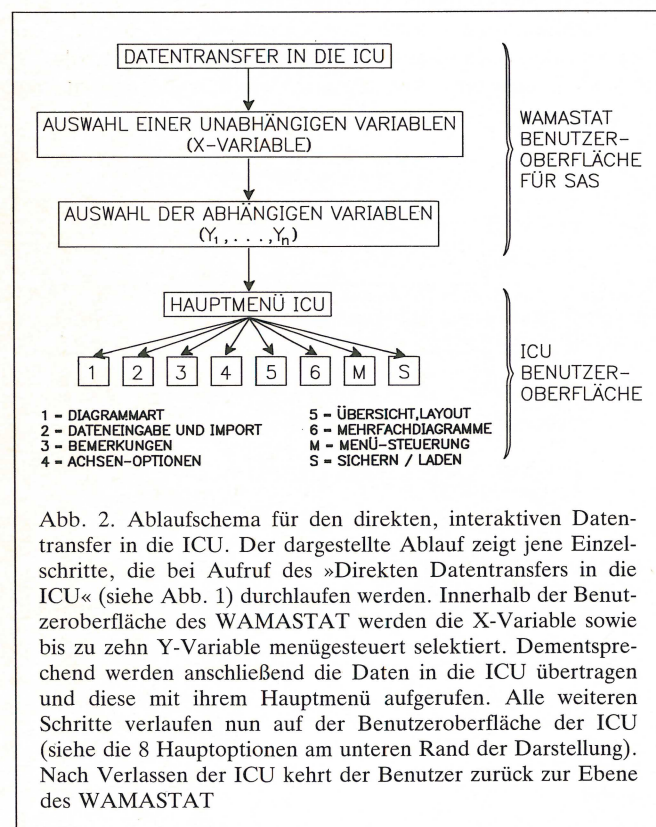 DATENTRANSFER IN DIE ICU
AUSWAHL EINER UNABHÄNGIGEN VARIABLEN
(X-VARIABLE)
AUSWAHL DER ABHÄNGIGEN VARIABLEN
(Y1,...,Yn)
WAMASTAT
BENUTZER-
OBERFLÄCHE
FÜR SAS
HAUPTMENÜ ICU
1 2 3 4 5 6 M S
ICU
BENUTZER-
OBERFLÄCHE
1 - DIAGRAMMART
2 - DATENEINGABE UND IMPORT
3 - BEMERKUNGEN
4 - ACHSEN-OPTIONEN
5 - ÜBERSICHT,LAYOUT
6 - MEHRFACHDIAGRAMME
M - MENÜ-STEUERUNG
S - SICHERN / LADEN
Abb. 2. Ablaufschema für den direkten, interaktiven Daten-
transfer in die ICU. Der dargestellte Ablauf zeigt jene Einzel-
schritte, die bei Aufruf des »Direkten Datentransfers in die
ICU« (siehe Abb. 1) durchlaufen werden. Innerhalb der Benut-
zeroberfläche des WAMASTAT werden die X-Variable sowie
bis zu zehn Y-Variable menügesteuert selektiert. Dementspre-
chend werden anschließend die Daten in die ICU übertragen
und diese mit ihrem Hauptmenü aufgerufen. Alle weiteren
Schritte verlaufen nun auf der Benutzeroberfläche der ICU
(siehe die 8 Hauptoptionen am unteren Rand der Darstellung).
Nach Verlassen der ICU kehrt der Benutzer zurück zur Ebene
des WAMASTAT